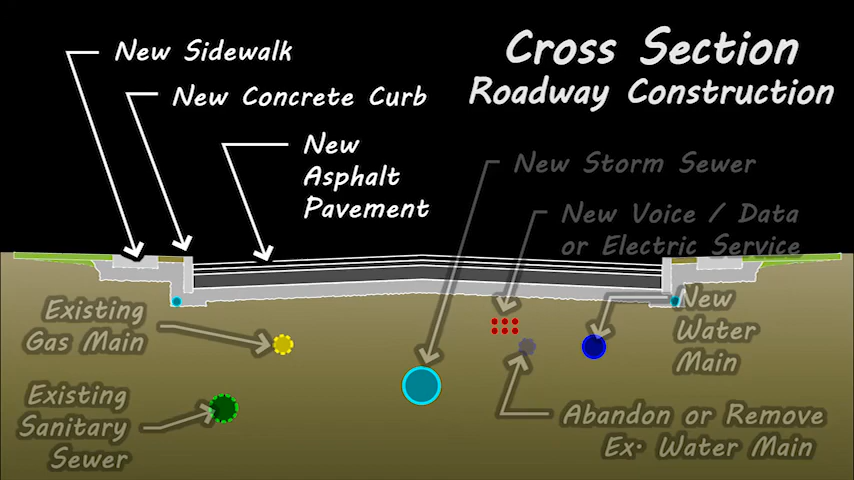 Cross Section
Roadway Construction
New Sidewalk
New Concrete Curb
New
Asphalt
Pavement
New Storm Sewer
New Voice / Data
or Electric Service
Existing
Gas Main
New
Water
Main
Existing
Sanitary
Sewer
Abandon or Remove
Ex. Water Main